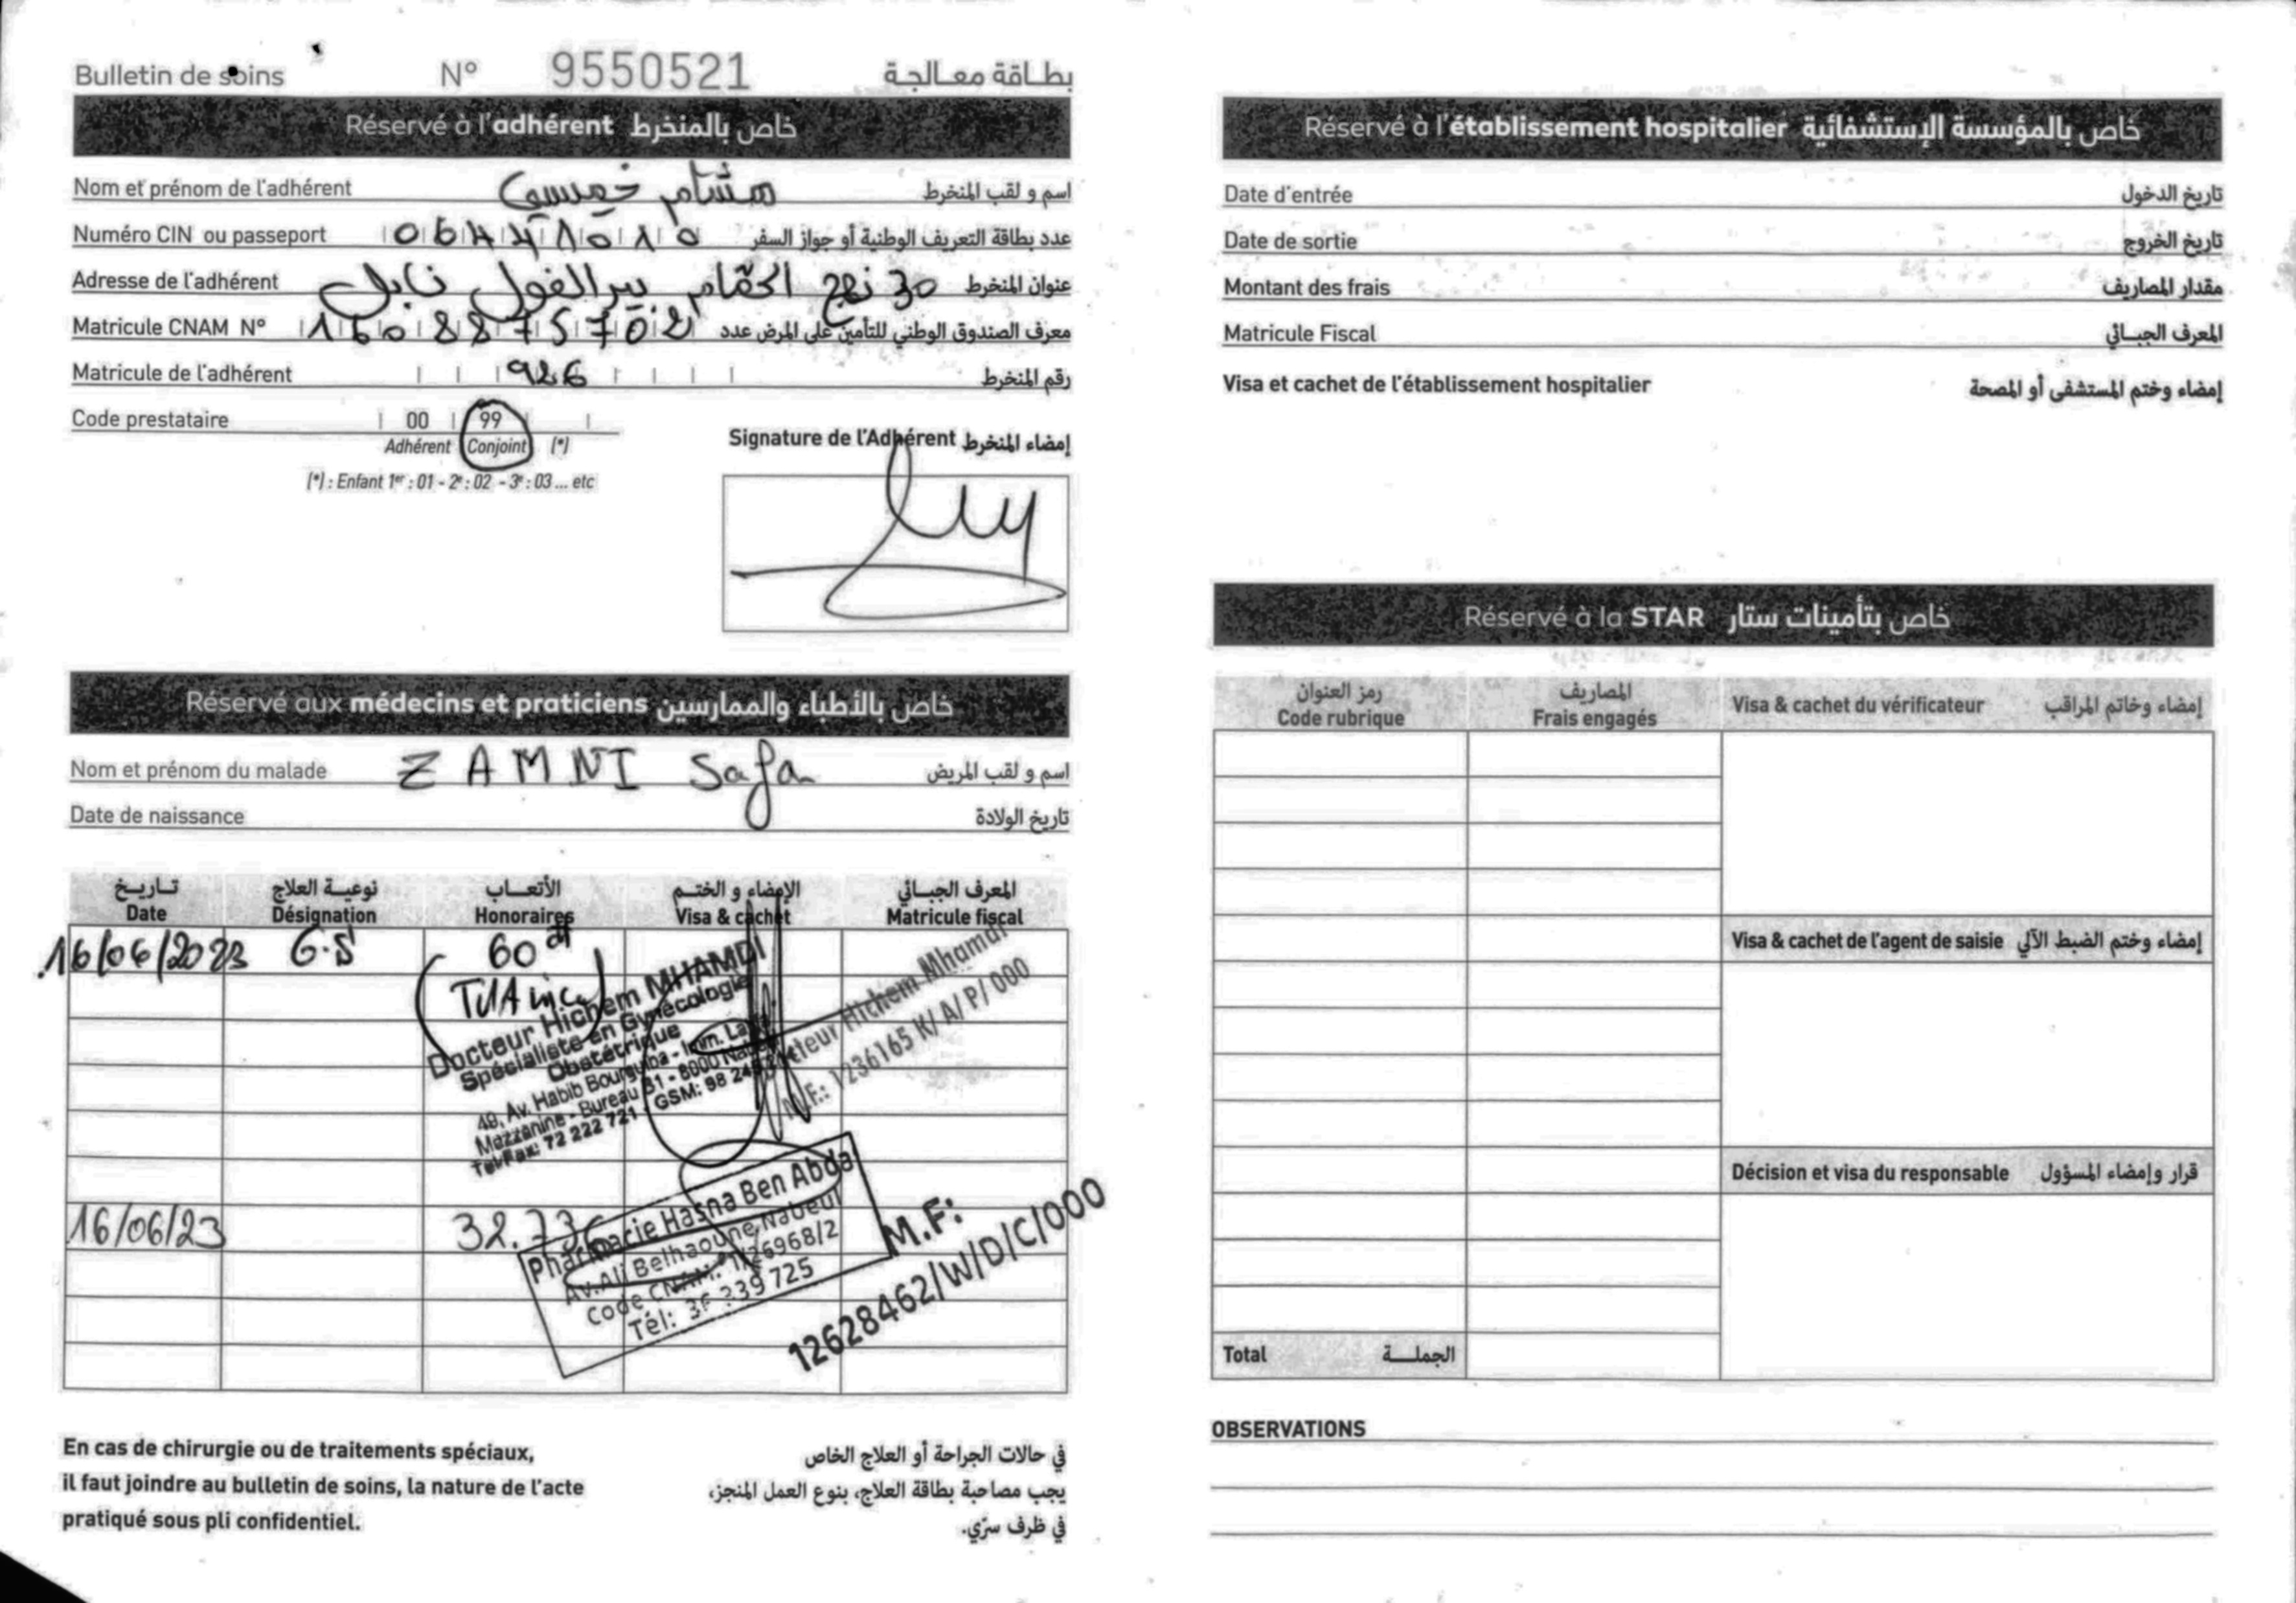 Bulletin de soins N° 9550521 بطاقة معالجة
Réservé à l'adhérent خاص بالمنخرط
Nom et prénom de l'adhérent هشام خميسي اسم و لقب المنخرط
Numéro CIN ou passeport عدد بطاقة التعريف الوطنية أو جواز السفر
Adresse de l'adhérent 30 نهج الحمّام بير الغول نابل عنوان المنخرط
Matricule CNAM N° معرف الصندوق الوطني للتأمين على المرض عدد
Matricule de l'adhérent 926 رقم المنخرط
Code prestataire 00 99
Adhérent Conjoint (*)
(*) : Enfant 1er : 01 - 2e : 02 - 3e : 03 ... etc
Signature de l'Adhérent إمضاء المنخرط
Réservé aux médecins et praticiens خاص بالأطباء والممارسين
Nom et prénom du malade ZAMNI Safa اسم و لقب المريض
Date de naissance تاريخ الولادة
تاريخ نوعية العلاج الأتعاب الإمضاء و الختم المعرف الجبائي
Date Désignation Honoraires Visa & cachet Matricule fiscal
16/06/2023 G.S 60 dt
(TVA inc)
Docteur Hichem MHAMDI
Spécialiste en Gynécologie
Obstétrique
49, Av. Habib Bourguiba - Imm.
Mezzanine - Bureau 31 - 8000 Nabeul
Tel/Fax: 72 222 721 - GSM: 98
Docteur Hichem Mhamdi
M.F.: 1236165 K/ A/ P/ 000
16/06/23 32.736
Pharmacie Hasna Ben Abda
Av. Ali Belhaoune, Nabeul
Code CNAM: 1/26968/2
Tél: 36 239 725
M.F:
12628462/W/D/C/000
En cas de chirurgie ou de traitements spéciaux,
il faut joindre au bulletin de soins, la nature de l'acte
pratiqué sous pli confidentiel.
في حالات الجراحة أو العلاج الخاص
يجب مصاحبة بطاقة العلاج، بنوع العمل المنجز،
في ظرف سرّي.
Réservé à l'établissement hospitalier خاص بالمؤسسة الإستشفائية
Date d'entrée تاريخ الدخول
Date de sortie تاريخ الخروج
Montant des frais مقدار المصاريف
Matricule Fiscal المعرف الجبائي
Visa et cachet de l'établissement hospitalier إمضاء وختم المستشفى أو المصحة
Réservé à la STAR خاص بتأمينات ستار
رمز العنوان المصاريف
Code rubrique Frais engagés Visa & cachet du vérificateur إمضاء وخاتم المراقب
Visa & cachet de l'agent de saisie إمضاء وختم الضبط الآلي
Décision et visa du responsable قرار وإمضاء المسؤول
Total الجملة
OBSERVATIONS